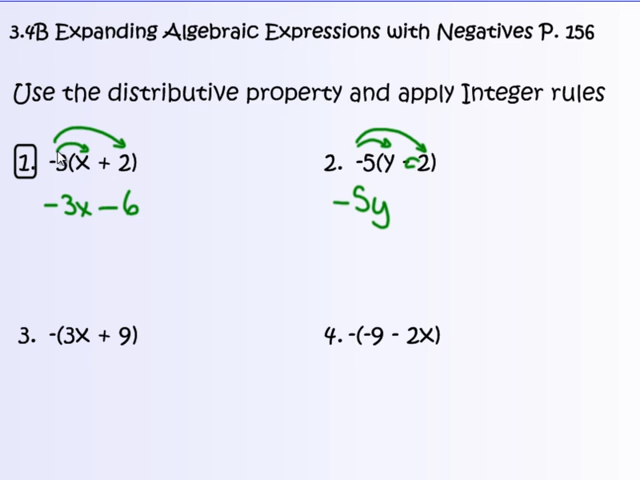 3.4B Expanding Algebraic Expressions with Negatives P. 156
Use the distributive property and apply Integer rules
1. -3(x + 2)
-3x - 6
2. -5(y - 2)
-5y
3. -(3x + 9)
4. -(-9 - 2x)